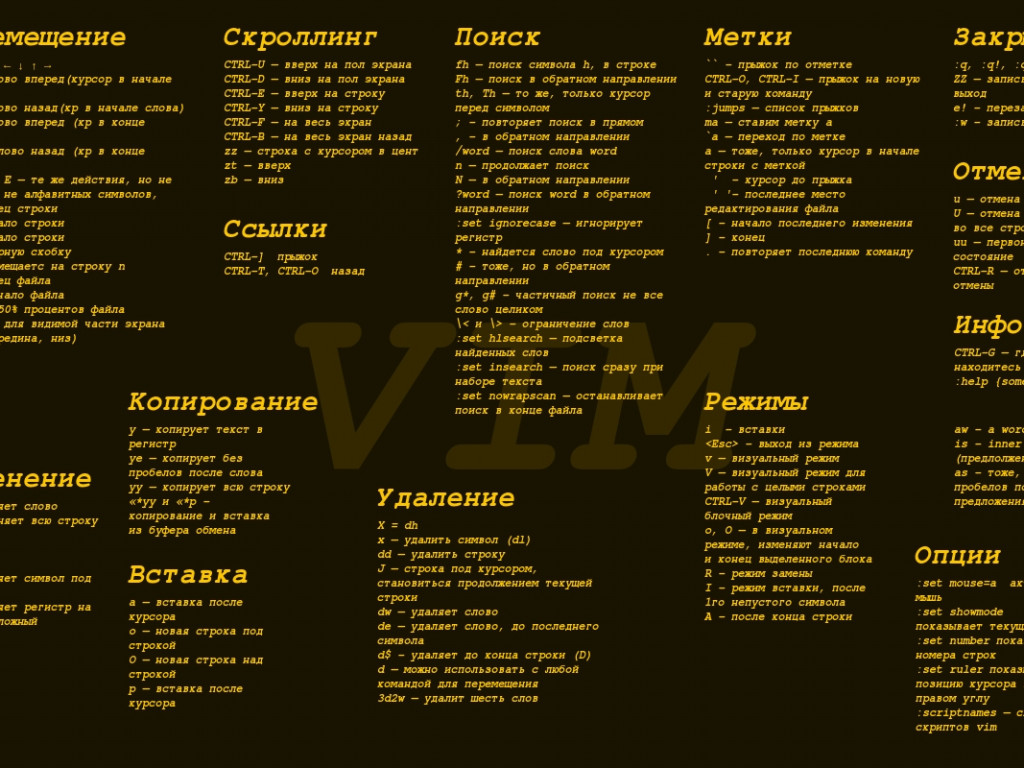 емещение
← ↓ ↑ →
ово вперед(курсор в начале
ово назад(кр в начале слова)
ово вперед (кр в конце
лово назад (кр в конце
E — те же действия, но не
не алфавитных символов,
ец строки
ало строки
ало строки
рную скобку
мещаетс на строку n
ец файла
чало файла
50% процентов файла
для видимой части экрана
редина, низ)
Скроллинг
CTRL-U — вверх на пол экрана
CTRL-D — вниз на пол экрана
CTRL-E — вверх на строку
CTRL-Y — вниз на строку
CTRL-F — на весь экран
CTRL-B — на весь экран назад
zz — строка с курсором в цент
zt — вверх
zb — вниз
Ссылки
CTRL-] прыжок
CTRL-T, CTRL-O назад
Поиск
fh — поиск символа h, в строке
Fh — поиск в обратном направлении
th, Th — то же, только курсор
перед символом
; - повторяет поиск в прямом
, - в обратном направлении
/word — поиск слова word
n — продолжает поиск
N — в обратном направлении
?word — поиск word в обратном
направлении
:set ignorecase — игнорирует
регистр
* - найдется слово под курсором
# - тоже, но в обратном
направлении
g*, g# - частичный поиск не все
слово целиком
\< и \> - ограничение слов
:set hlsearch — подсветка
найденных слов
:set insearch — поиск сразу при
наборе текста
:set nowrapscan — останавливает
поиск в конце файла
Метки
`` - прыжок по отметке
CTRL-O, CTRL-I — прыжок на новую
и старую команду
:jumps — список прыжков
ma — ставим метку a
`a — переход по метке
a — тоже, только курсор в начале
строки с меткой
' - курсор до прыжка
' '- последнее место
редактирования файла
[ - начало последнего изменения
] - конец
. - повторяет последнюю команду
Закр
:q, :q!, :
ZZ — запис
выход
e! - переза
:w - запис
Отме
u — отмена
U — отмена
во все стро
uu — первон
состояние
CTRL-R — от
отмены
Инфо
CTRL-G — г
находитесь
:help {some
VIM
Копирование
y — копирует текст в
регистр
ye — копирует без
пробелов после слова
yy — копирует всю строку
«*yy и «*p -
копирование и вставка
из буфера обмена
енение
яет слово
няет всю строку
яет символ под
яет регистр на
ложный
Вставка
a — вставка после
курсора
o — новая строка под
строкой
O — новая строка над
строкой
p — вставка после
курсора
Удаление
X = dh
x — удалить символ (dl)
dd — удалить строку
J — строка под курсором,
становиться продолжением текущей
строки
dw — удаляет слово
de — удаляет слово, до последнего
символа
d$ - удаляет до конца строки (D)
d — можно использовать с любой
командой для перемещения
3d2w — удалит шесть слов
Режимы
i - вставки
<Esc> - выход из режима
v — визуальный режим
V — визуальный режим для
работы с целыми строками
CTRL-V — визуальный
блочный режим
o, O — в визуальном
режиме, изменяют начало
и конец выделенного блока
R - режим замены
I - режим вставки, после
1го непустого символа
A - после конца строки
aw - a word
is - inner
(предлолжен
as - тоже,
пробелов по
предложения
Опции
:set mouse=a ак
мышь
:set showmode
показывает текущ
:set number пока
номера строк
:set ruler показы
позицию курсора
правом углу
:scriptnames — с
скриптов vim